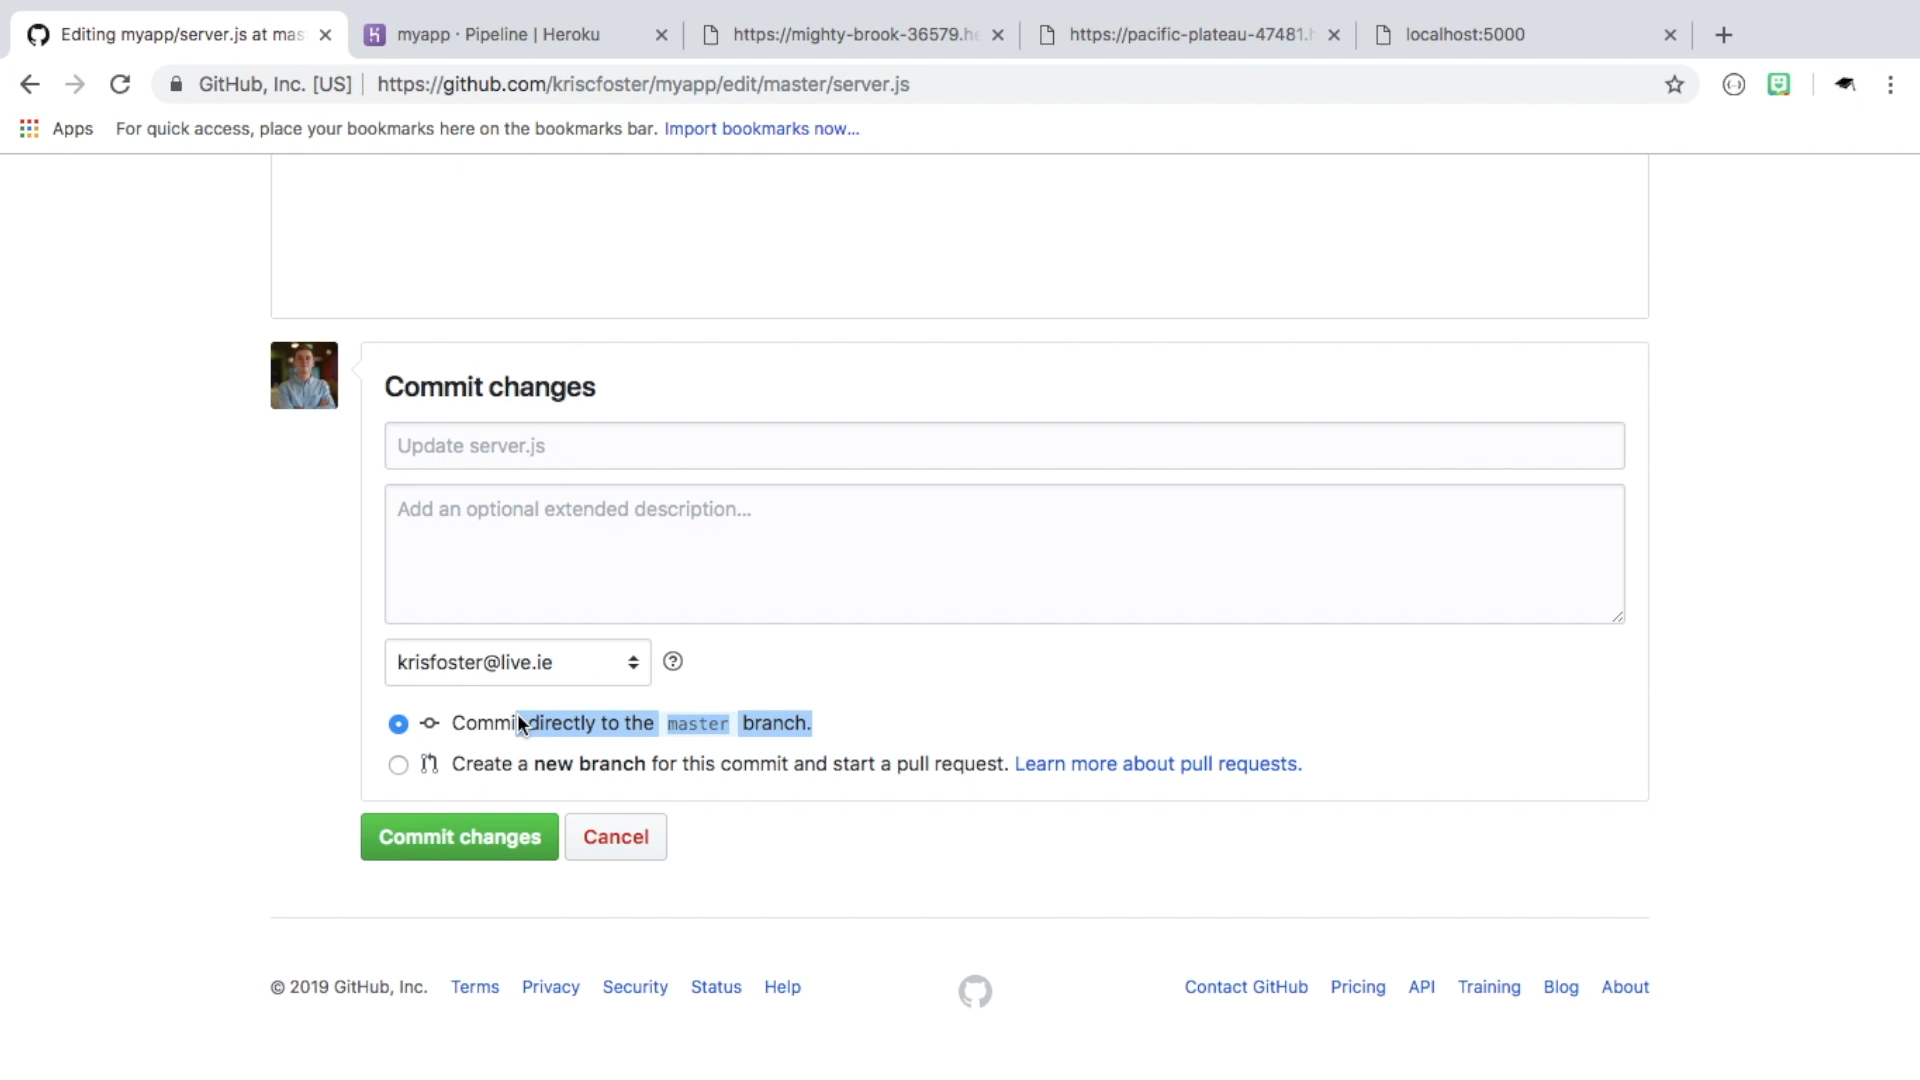 Editing myapp/server.js at mas
myapp · Pipeline | Heroku
https://mighty-brook-36579.he
https://pacific-plateau-47481.h
localhost:5000
GitHub, Inc. [US] | https://github.com/kriscfoster/myapp/edit/master/server.js
Apps For quick access, place your bookmarks here on the bookmarks bar. Import bookmarks now...
Commit changes
Update server.js
Add an optional extended description...
krisfoster@live.ie
Commit directly to the master branch.
Create a new branch for this commit and start a pull request. Learn more about pull requests.
Commit changes Cancel
© 2019 GitHub, Inc. Terms Privacy Security Status Help Contact GitHub Pricing API Training Blog About